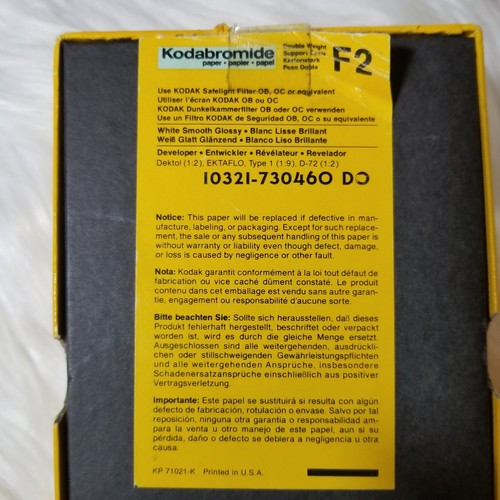 Kodabromide
paper • papier • papel
Double Weight
Support Carte
Kartonstark
Peso Doble
F2
Use KODAK Safelight Filter OB, OC or equivalent
Utiliser l'écran KODAK OB ou OC
KODAK Dunkelkammerfilter OB oder OC verwenden
Use un Filtro KODAK de Seguridad OB, OC o su equivalente
White Smooth Glossy • Blanc Lisse Brillant
Weiß Glatt Glänzend • Blanco Liso Brillante
Developer • Entwickler • Révélateur • Revelador
Dektol (1:2), EKTAFLO, Type 1 (1:9), D-72 (1:2)
10321-730460 DO
Notice: This paper will be replaced if defective in man-
ufacture, labeling, or packaging. Except for such replace-
ment, the sale or any subsequent handling of this paper is
without warranty or liability even though defect, damage,
or loss is caused by negligence or other fault.
Nota: Kodak garantit conformément à la loi tout défaut de
fabrication ou vice caché dûment constaté. Le produit
contenu dans cet emballage est vendu sans autre garan-
tie, engagement ou responsabilité d'aucune sorte.
Bitte beachten Sie: Sollte sich herausstellen, daß dieses
Produkt fehlerhaft hergestellt, beschriftet oder verpackt
worden ist, wird es durch die gleiche Menge ersetzt.
Ausgeschlossen sind alle weitergehenden, ausdrückli-
chen oder stillschweigenden Gewährleistungspflichten
und alle weitergehenden Ansprüche, insbesondere
Schadenersatzansprüche einschließlich aus positiver
Vertragsverletzung.
Importante: Este papel se sustituirá si resulta con algún
defecto de fabricación, rotulación o envase. Salvo por tal
reposición, ninguna otra garantía o responsabilidad am-
para la venta u otro manejo de este papel, aun si su
pérdida, daño o defecto se debiera a negligencia u otra
causa.
KP 71021-K Printed in U.S.A.